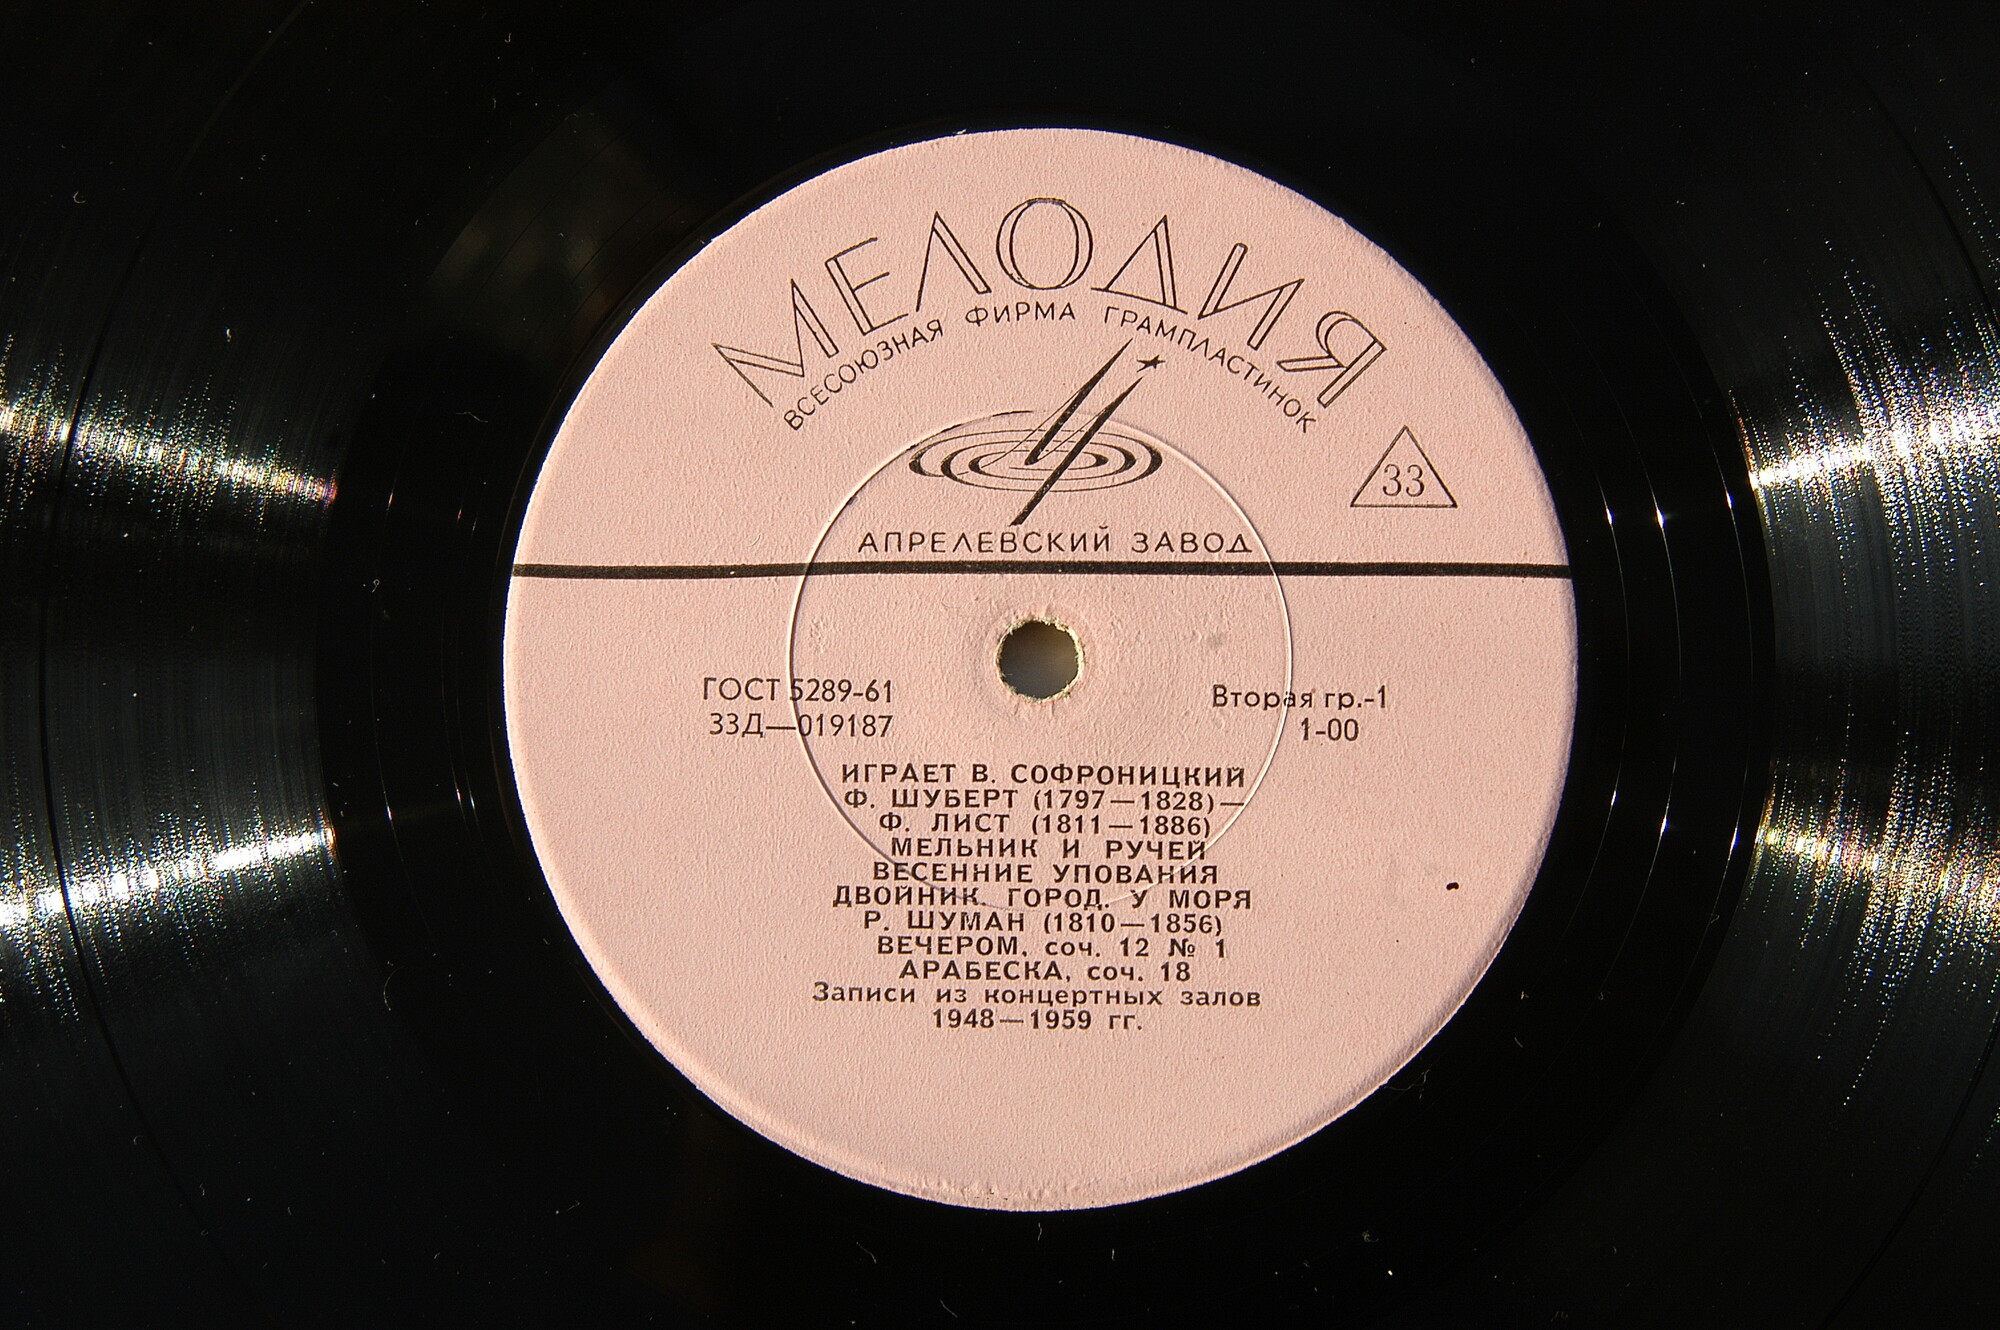 МЕЛОДИЯ
ВСЕСОЮЗНАЯ ФИРМА ГРАМПЛАСТИНОК
33
АПРЕЛЕВСКИЙ ЗАВОД
ГОСТ 5289-61
33Д—019187
Вторая гр.-1
1-00
ИГРАЕТ В. СОФРОНИЦКИЙ
Ф. ШУБЕРТ (1797—1828)—
Ф. ЛИСТ (1811—1886)
МЕЛЬНИК И РУЧЕЙ
ВЕСЕННИЕ УПОВАНИЯ
ДВОЙНИК. ГОРОД. У МОРЯ
Р. ШУМАН (1810—1856)
ВЕЧЕРОМ, соч. 12 № 1
АРАБЕСКА, соч. 18
Записи из концертных залов
1948—1959 гг.